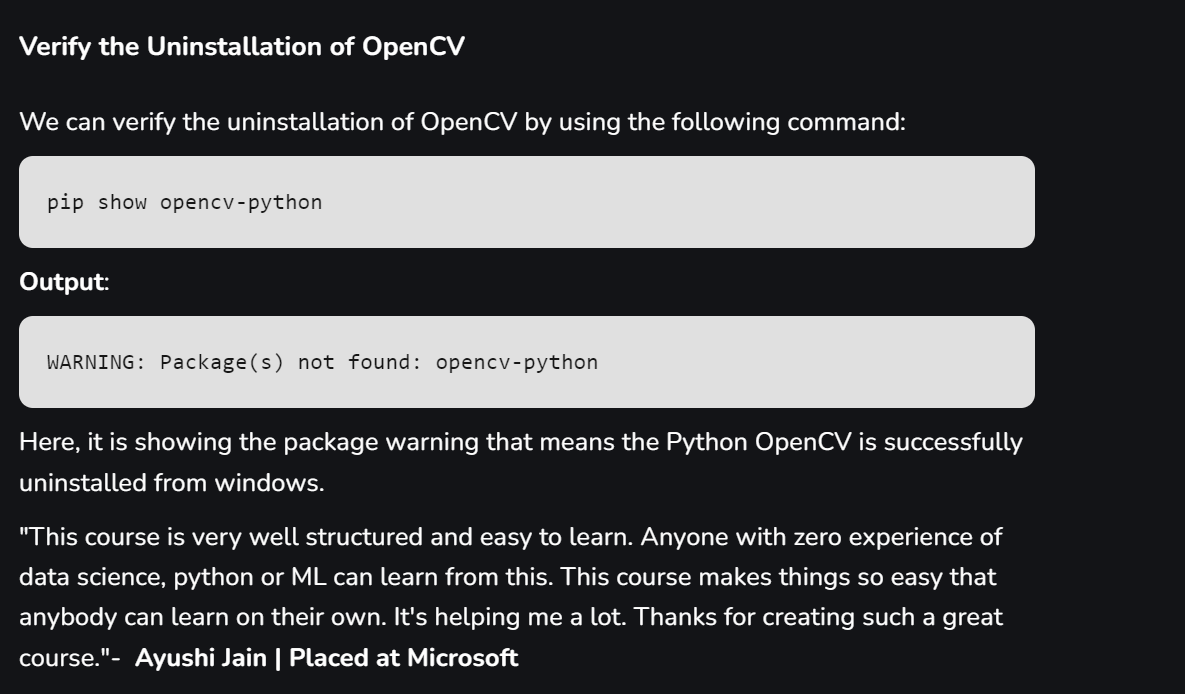 Verify the Uninstallation of OpenCV
We can verify the uninstallation of OpenCV by using the following command:
pip show opencv-python
Output:
WARNING: Package(s) not found: opencv-python
Here, it is showing the package warning that means the Python OpenCV is successfully
uninstalled from windows.
"This course is very well structured and easy to learn. Anyone with zero experience of
data science, python or ML can learn from this. This course makes things so easy that
anybody can learn on their own. It's helping me a lot. Thanks for creating such a great
course."- Ayushi Jain | Placed at Microsoft